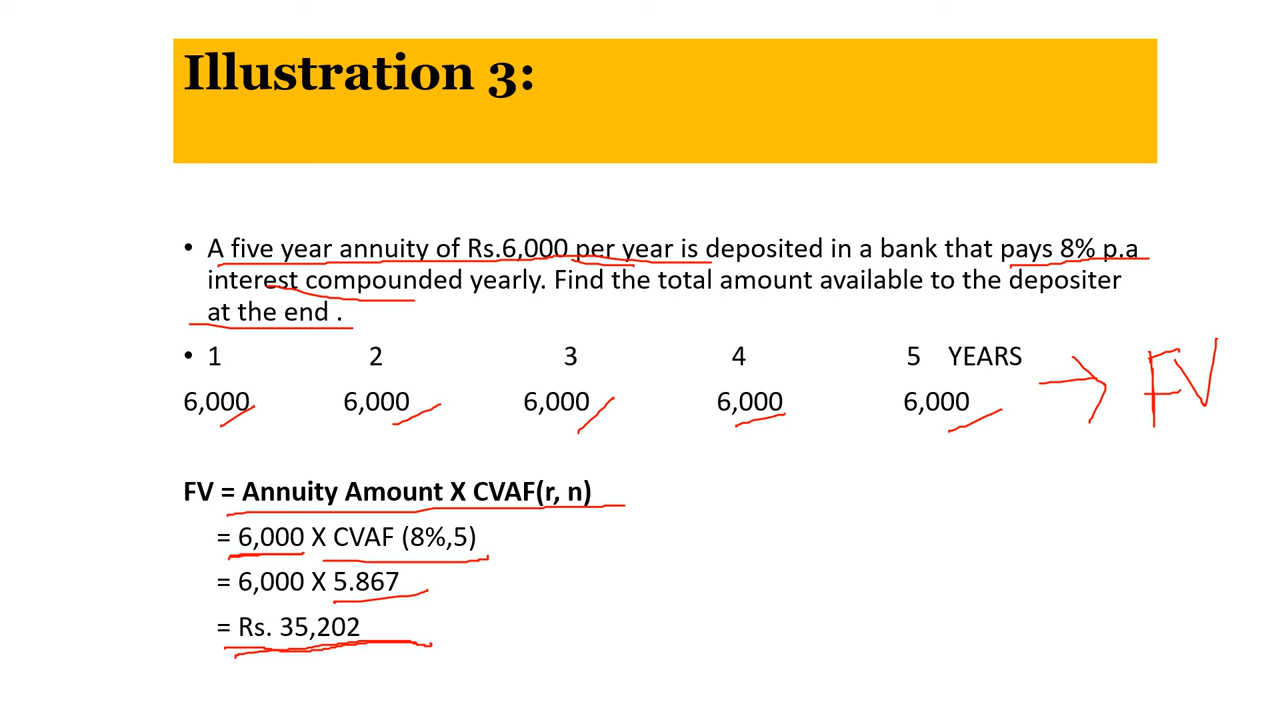 Illustration 3:
• A five year annuity of Rs.6,000 per year is deposited in a bank that pays 8% p.a
interest compounded yearly. Find the total amount available to the depositer
at the end .
• 1 2 3 4 5 YEARS
6,000 6,000 6,000 6,000 6,000
FV
FV = Annuity Amount X CVAF(r, n)
= 6,000 X CVAF (8%,5)
= 6,000 X 5.867
= Rs. 35,202